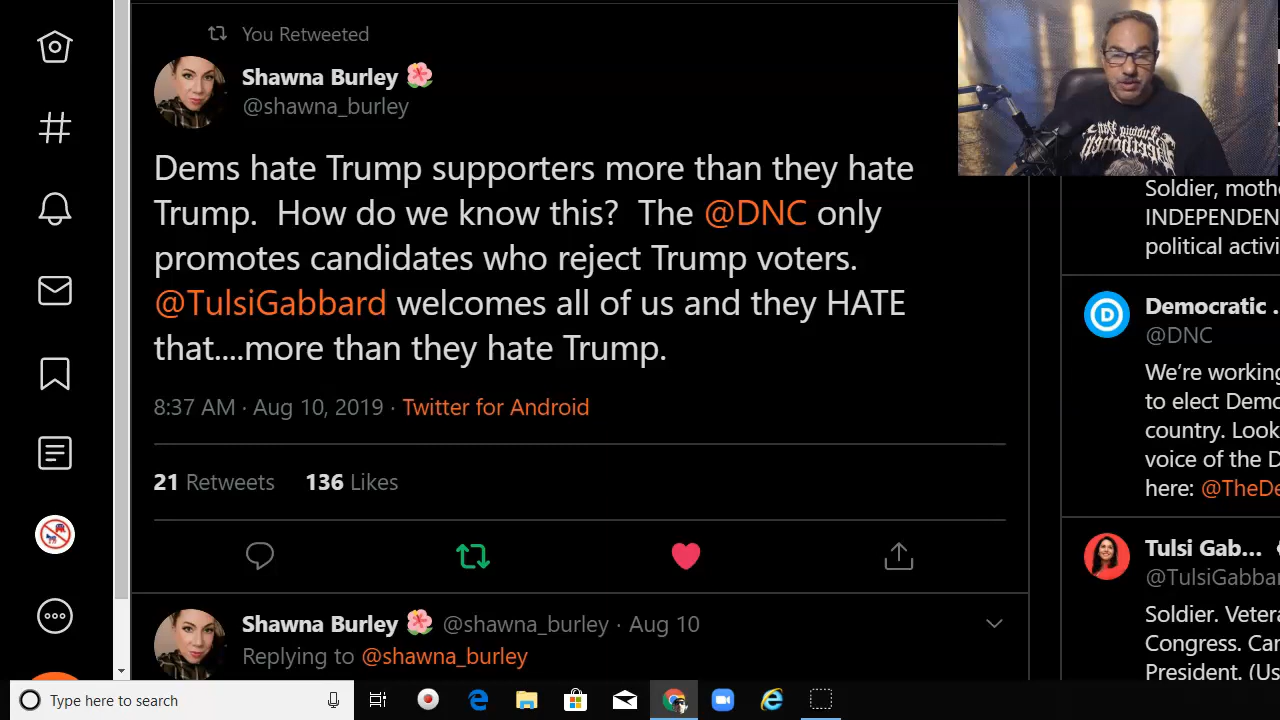 You Retweeted
Shawna Burley
@shawna_burley
Dems hate Trump supporters more than they hate
Trump. How do we know this? The @DNC only
promotes candidates who reject Trump voters.
@TulsiGabbard welcomes all of us and they HATE
that....more than they hate Trump.
8:37 AM · Aug 10, 2019 · Twitter for Android
21 Retweets 136 Likes
Shawna Burley @shawna_burley · Aug 10
Replying to @shawna_burley
Soldier, moth
INDEPENDEN
political activi
Democratic .
@DNC
We're working
to elect Demo
country. Look
voice of the D
here: @TheDe
Tulsi Gab...
@TulsiGabba
Soldier. Vetera
Congress. Car
President. (Us
Type here to search